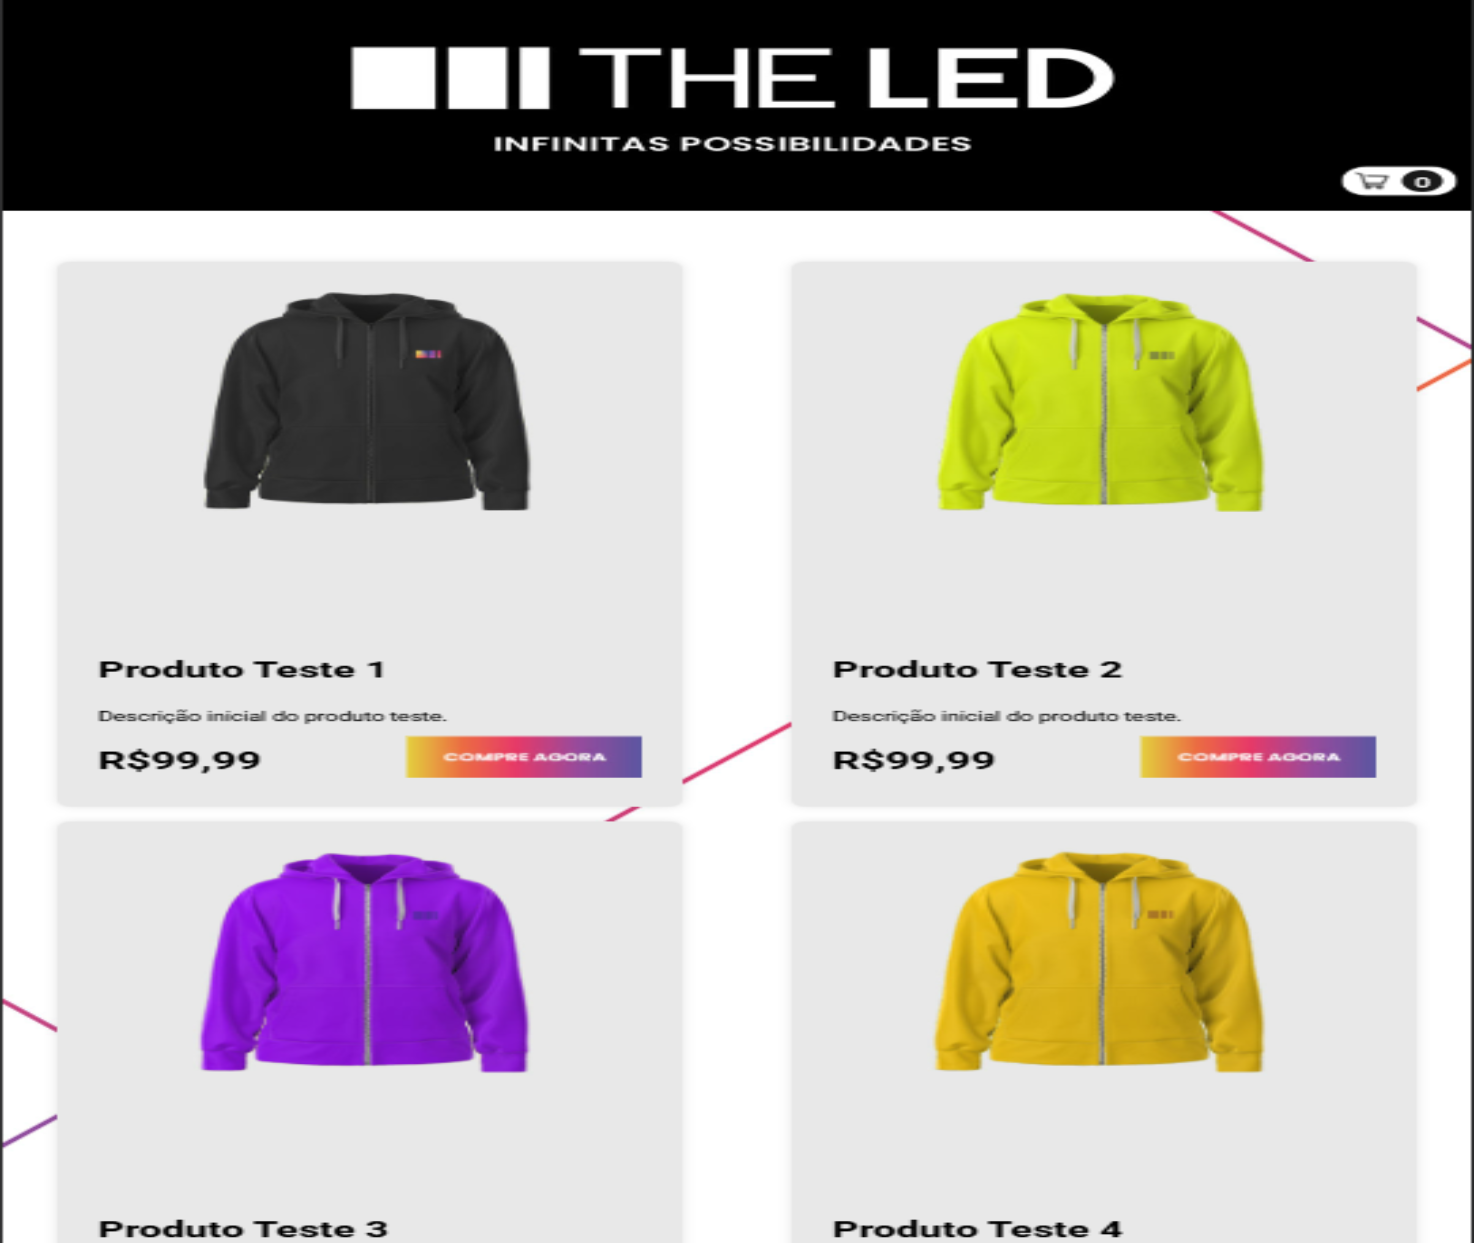 THE LED
INFINITAS POSSIBILIDADES
0
Produto Teste 1
Descrição inicial do produto teste.
R$99,99
COMPRE AGORA
Produto Teste 2
Descrição inicial do produto teste.
R$99,99
COMPRE AGORA
Produto Teste 3
Produto Teste 4